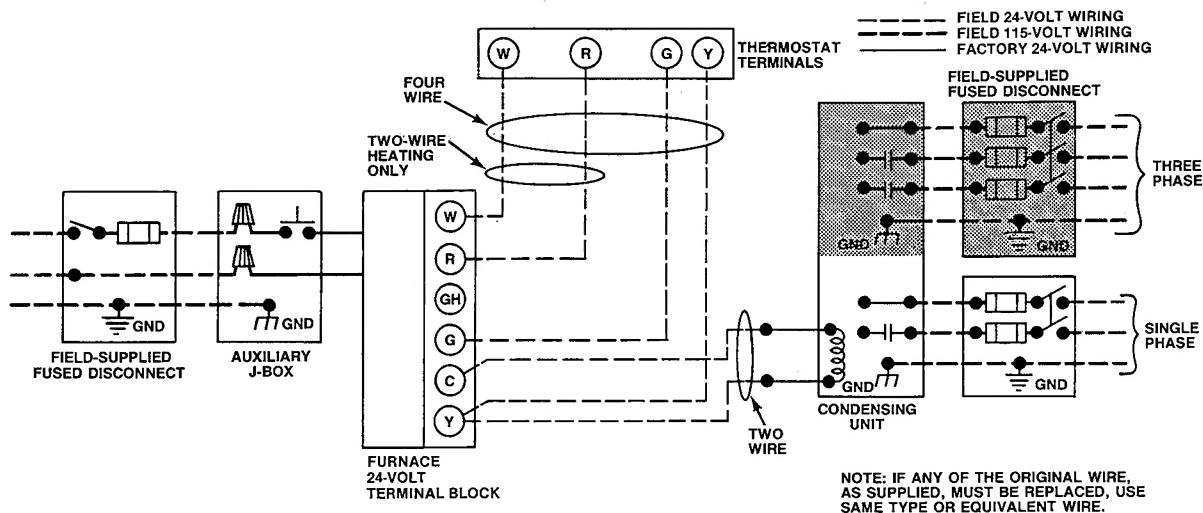 FIELD 24-VOLT WIRING
FIELD 115-VOLT WIRING
FACTORY 24-VOLT WIRING
W
R
G
Y
THERMOSTAT
TERMINALS
FOUR
WIRE
TWO-WIRE
HEATING
ONLY
FIELD-SUPPLIED
FUSED DISCONNECT
THREE
PHASE
GND
GND
W
R
GH
G
C
Y
GND
GND
FIELD-SUPPLIED
FUSED DISCONNECT
AUXILIARY
J-BOX
SINGLE
PHASE
GND
GND
CONDENSING
UNIT
TWO
WIRE
FURNACE
24-VOLT
TERMINAL BLOCK
NOTE: IF ANY OF THE ORIGINAL WIRE,
AS SUPPLIED, MUST BE REPLACED, USE
SAME TYPE OR EQUIVALENT WIRE.